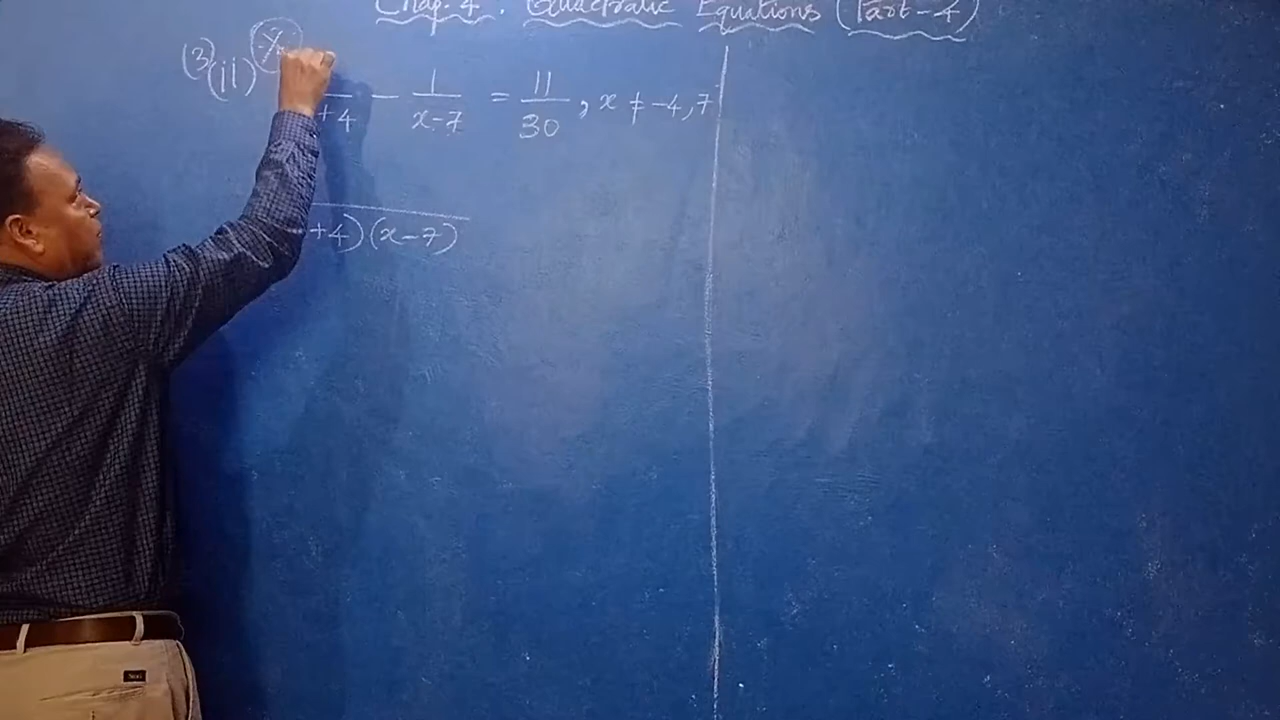 Chap. 4 : Quadratic Equations (Part - 4)
(3)(ii) +4 − 1/x-7 = 11/30 , x ≠ -4, 7
+4)(x-7)